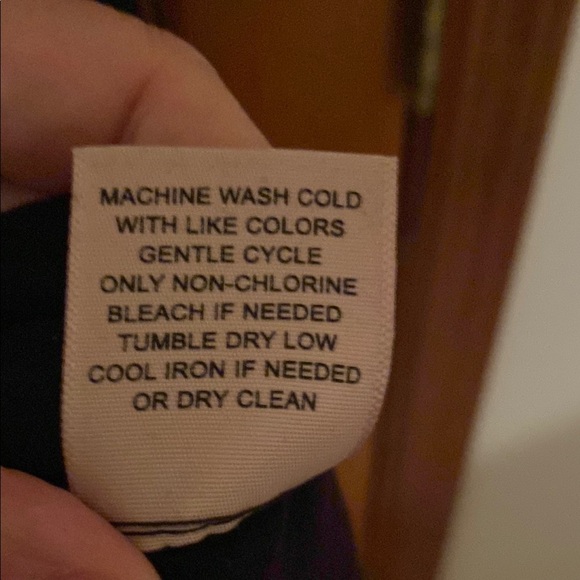 MACHINE WASH COLD
WITH LIKE COLORS
GENTLE CYCLE
ONLY NON-CHLORINE
BLEACH IF NEEDED
TUMBLE DRY LOW
COOL IRON IF NEEDED
OR DRY CLEAN